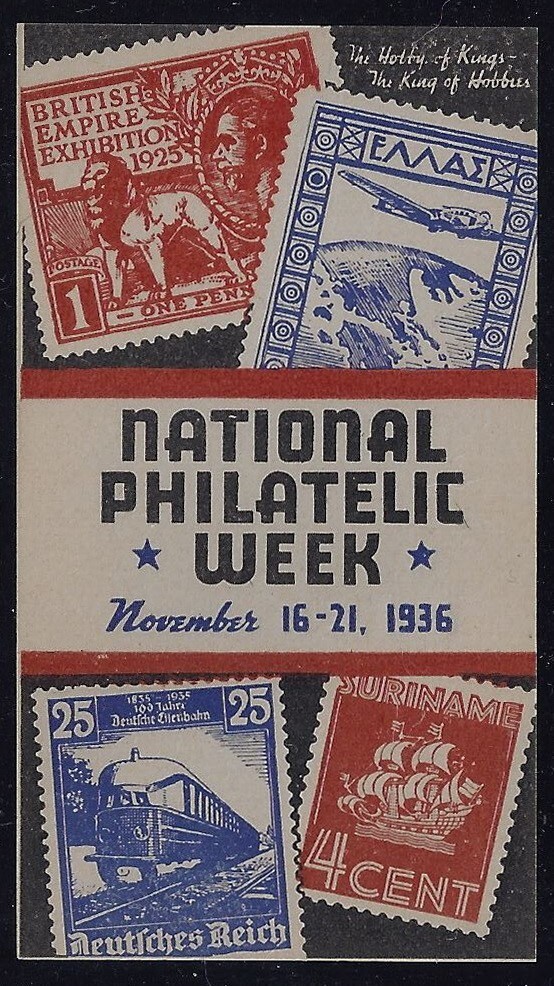 The Hobby of Kings-
The King of Hobbies
BRITISH
EMPIRE
EXHIBITION
1925
POSTAGE
1
- ONE PENNY
ΕΛΛΑΣ
NATIONAL
PHILATELIC
WEEK
November 16-21, 1936
25
1835-1935
100 Jahre
Deutsche Eisenbahn
25
Deutsches Reich
SURINAME
4 CENT